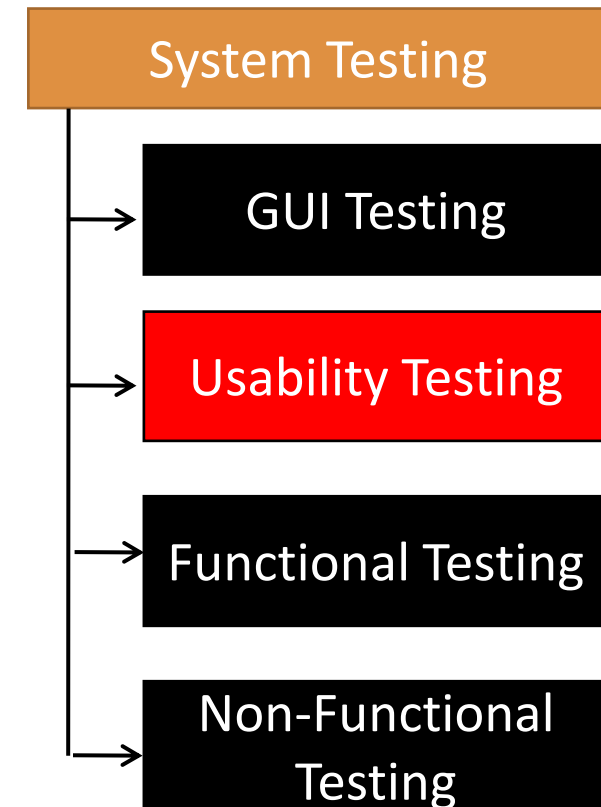 System Testing
GUI Testing
Usability Testing
Functional Testing
Non-Functional
Testing